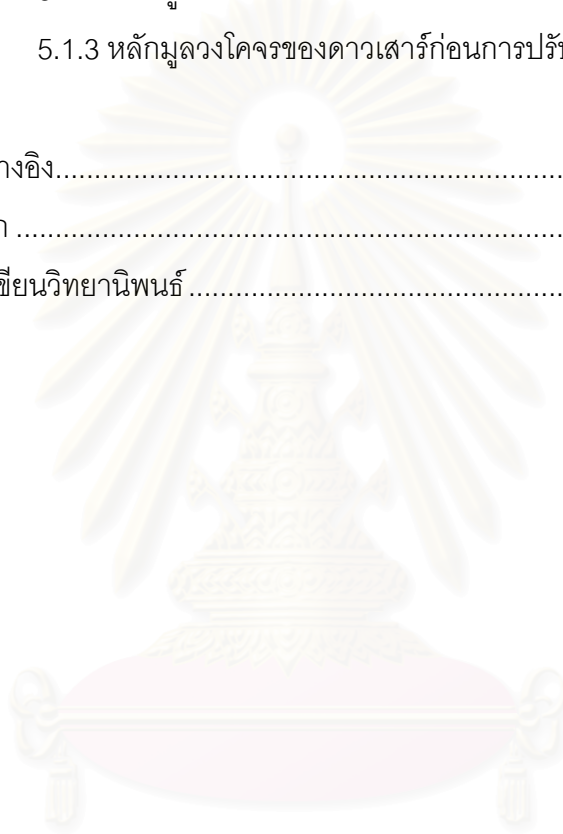 5.1.3 หลักมูลวงโคจรของดาวเสาร์ก่อนการปรับ
างอิง....................................................................
.......................................................................
ขียนวิทยานิพนธ์..................................................